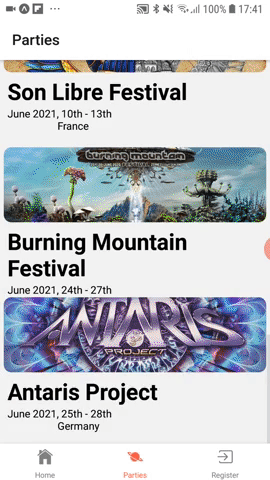 100% 17:41
Parties
Son Libre Festival
June 2021, 10th - 13th
France
burning mountain
Burning Mountain
Festival
June 2021, 24th - 27th
ANTARIS
PROJECT
Antaris Project
June 2021, 25th - 28th
Germany
Home
Parties
Register